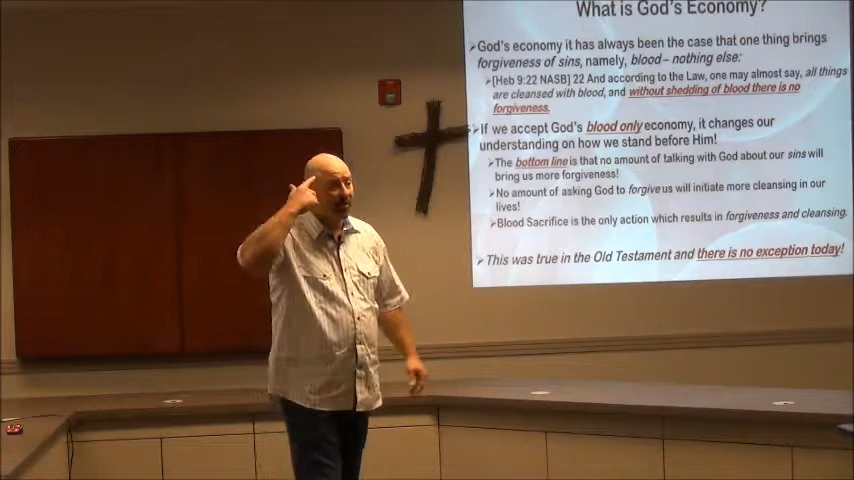 What is God's Economy?
➢God's economy it has always been the case that one thing brings
forgiveness of sins, namely, blood– nothing else:
➢[Heb 9:22 NASB] 22 And according to the Law, one may almost say, all things
are cleansed with blood, and without shedding of blood there is no
forgiveness.
➢If we accept God's blood only economy, it changes our
understanding on how we stand before Him!
➢The bottom line is that no amount of talking with God about our sins will
bring us more forgiveness!
➢No amount of asking God to forgive us will initiate more cleansing in our
lives!
➢Blood Sacrifice is the only action which results in forgiveness and cleansing.
➢This was true in the Old Testament and there is no exception today!